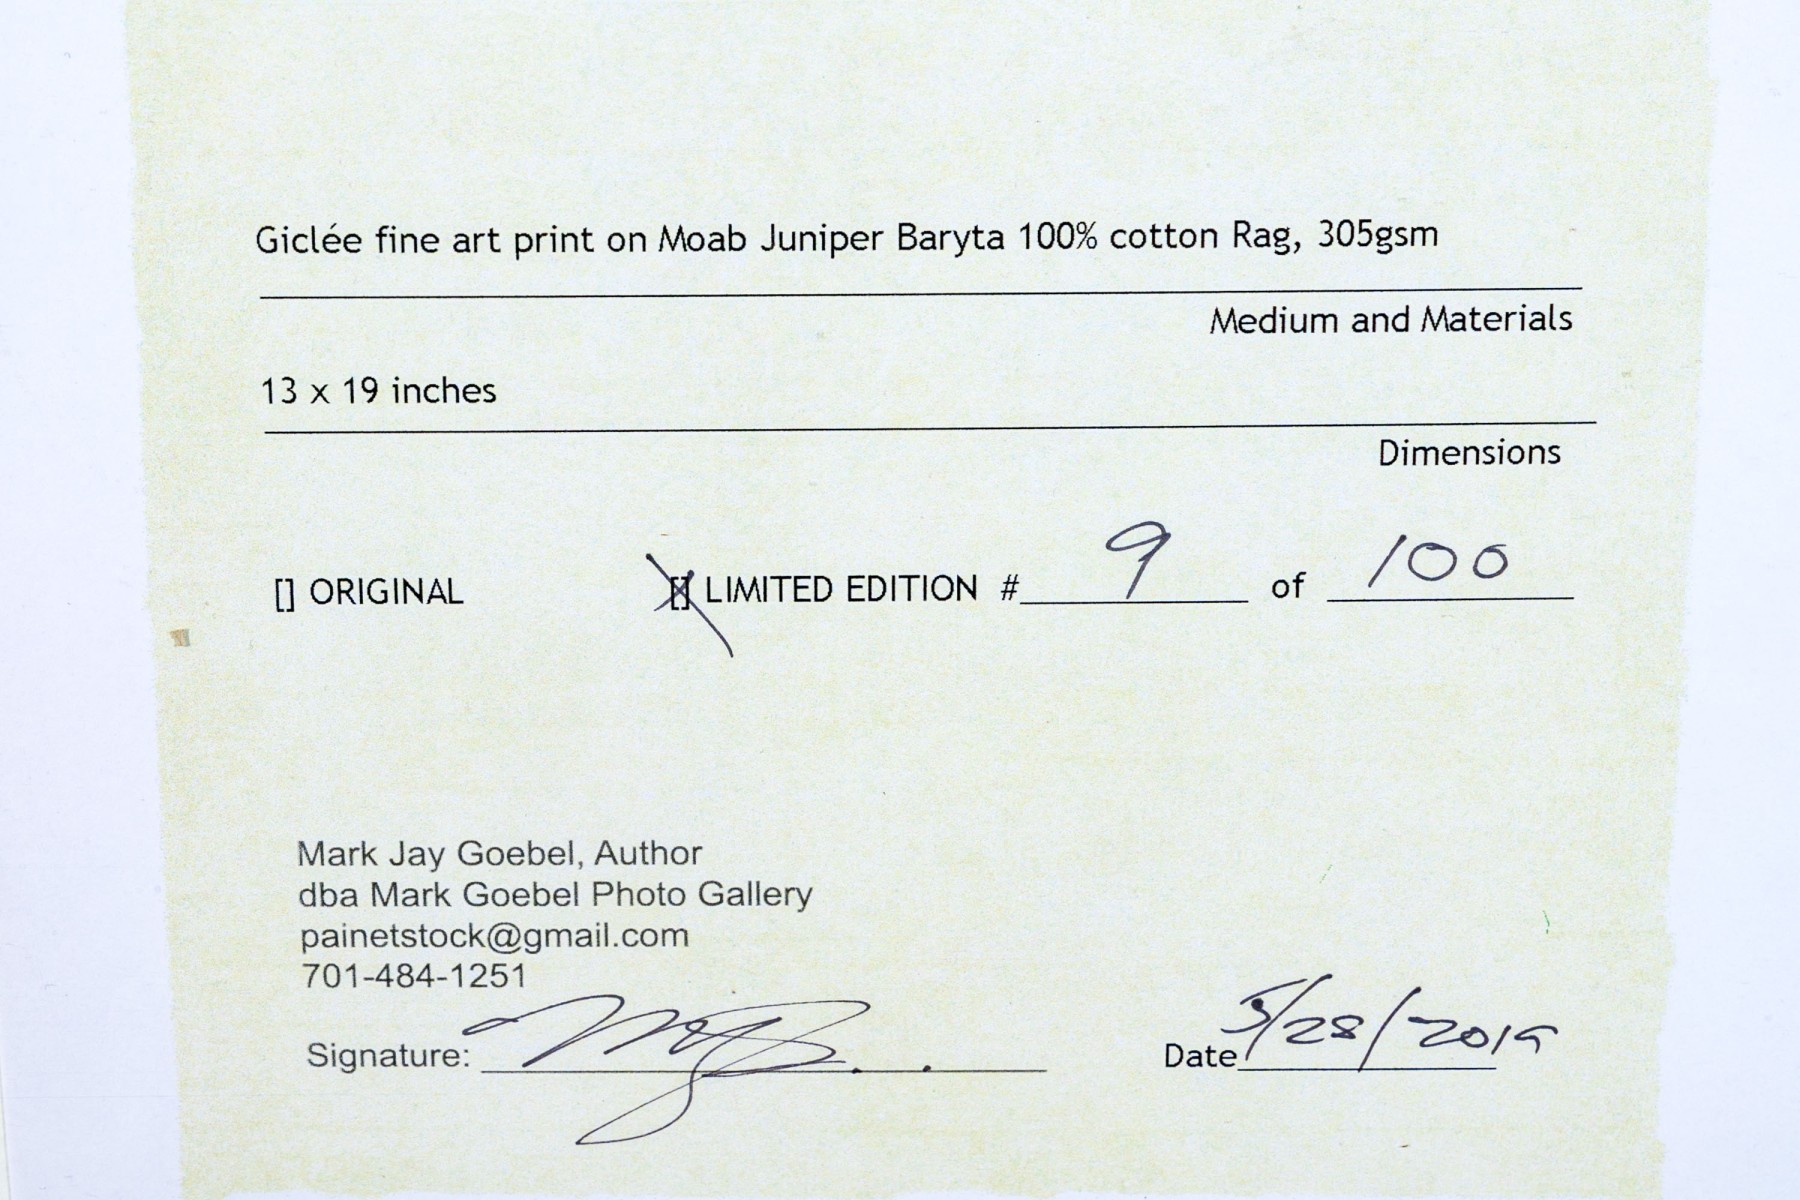 Giclée fine art print on Moab Juniper Baryta 100% cotton Rag, 305gsm
Medium and Materials
13 x 19 inches
Dimensions
[] ORIGINAL [] LIMITED EDITION # 9 of 100
Mark Jay Goebel, Author
dba Mark Goebel Photo Gallery
painetstock@gmail.com
701-484-1251
Signature:
Date 5/28/2019